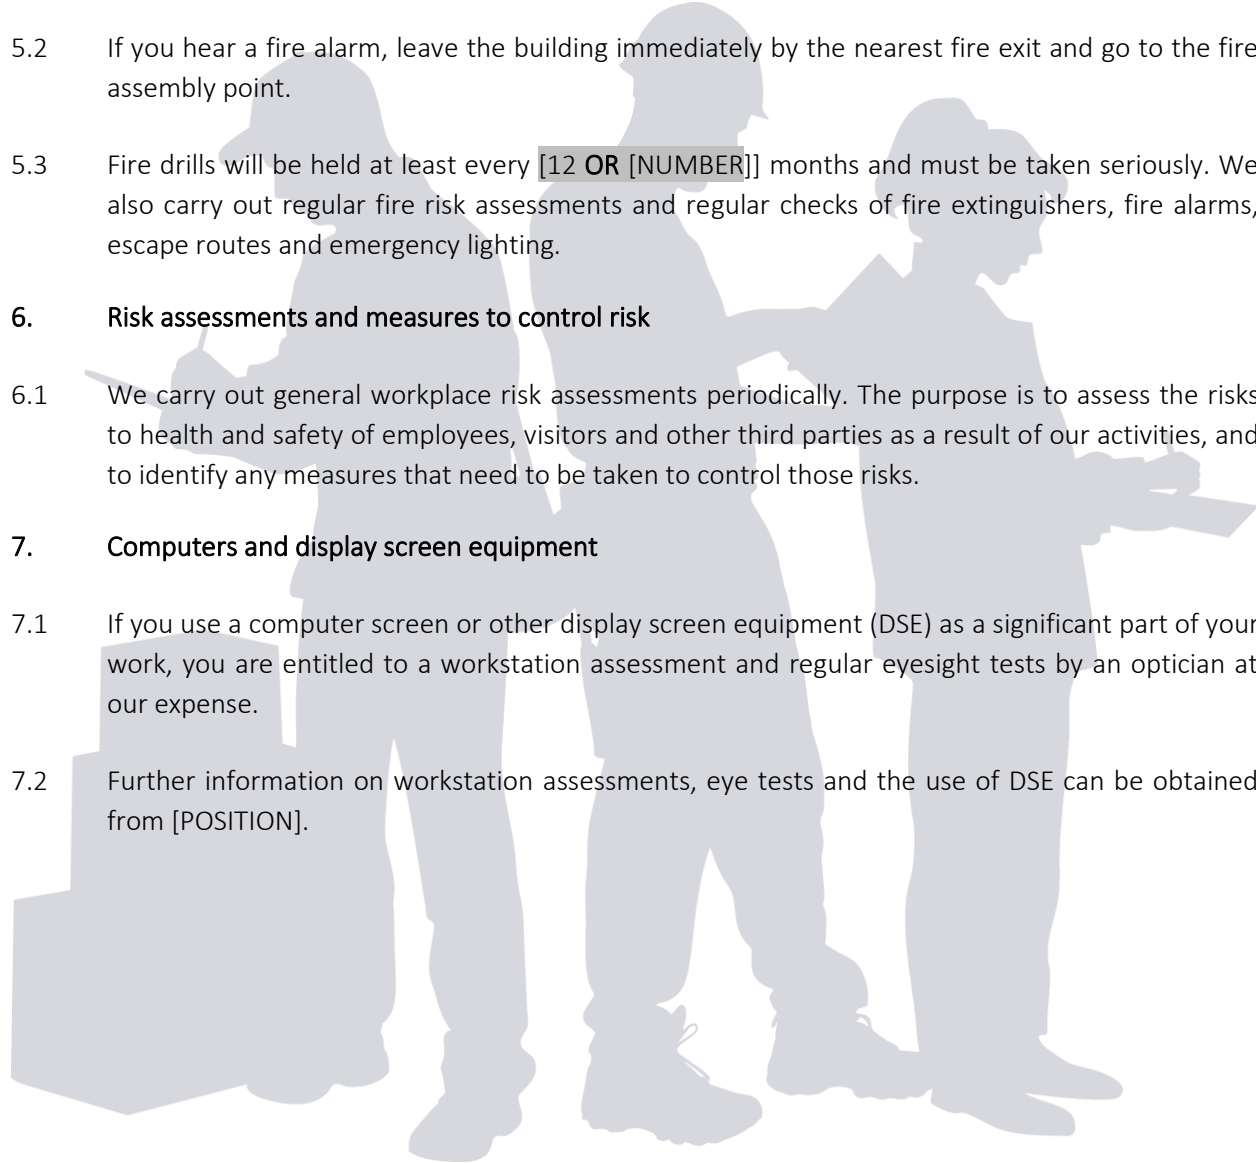 5.2 If you hear a fire alarm, leave the building immediately by the nearest fire exit and go to the fire
assembly point.
5.3 Fire drills will be held at least every [12 OR [NUMBER]] months and must be taken seriously. We
also carry out regular fire risk assessments and regular checks of fire extinguishers, fire alarms,
escape routes and emergency lighting.
6. Risk assessments and measures to control risk
6.1 We carry out general workplace risk assessments periodically. The purpose is to assess the risks
to health and safety of employees, visitors and other third parties as a result of our activities, and
to identify any measures that need to be taken to control those risks.
7. Computers and display screen equipment
7.1 If you use a computer screen or other display screen equipment (DSE) as a significant part of your
work, you are entitled to a workstation assessment and regular eyesight tests by an optician at
our expense.
7.2 Further information on workstation assessments, eye tests and the use of DSE can be obtained
from [POSITION].